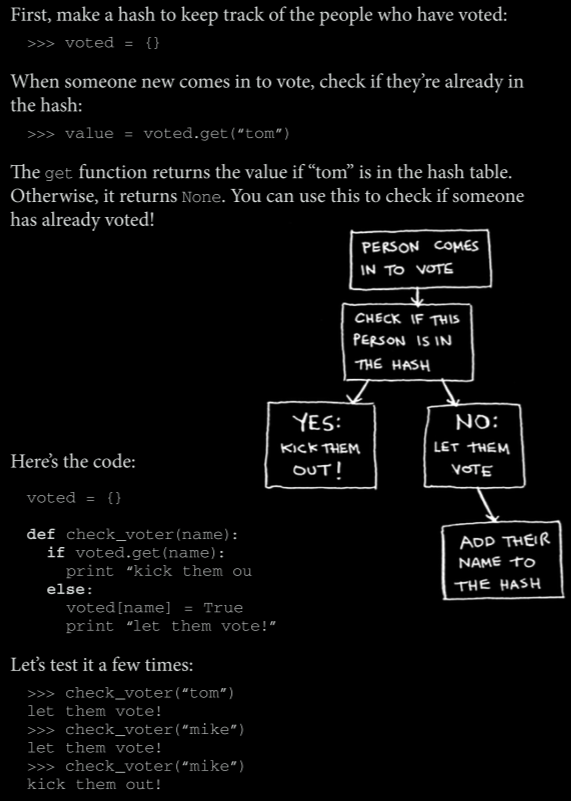 First, make a hash to keep track of the people who have voted:
>>> voted = {}
When someone new comes in to vote, check if they’re already in
the hash:
>>> value = voted.get(“tom”)
The get function returns the value if “tom” is in the hash table.
Otherwise, it returns None. You can use this to check if someone
has already voted!
PERSON COMES
IN TO VOTE
CHECK IF THIS
PERSON IS IN
THE HASH
YES:
KICK THEM
OUT!
NO:
LET THEM
VOTE
ADD THEIR
NAME TO
THE HASH
Here’s the code:
voted = {}
def check_voter(name):
if voted.get(name):
print “kick them ou
else:
voted[name] = True
print “let them vote!”
Let’s test it a few times:
>>> check_voter(“tom”)
let them vote!
>>> check_voter(“mike”)
let them vote!
>>> check_voter(“mike”)
kick them out!